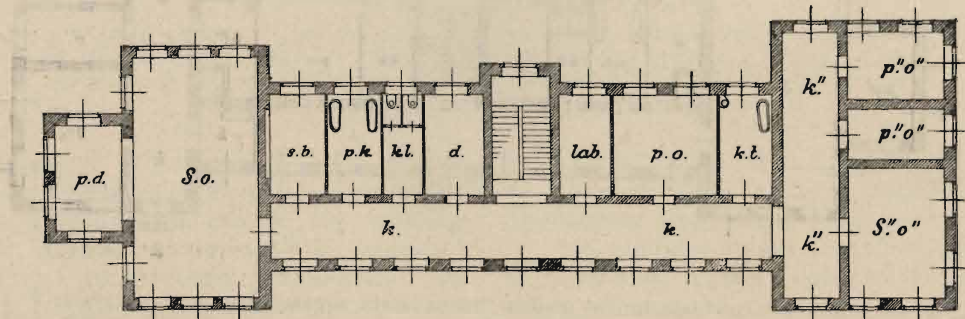 p.d.
S.o.
s.b.
p.k.
k.l.
d.
lab.
p.o.
k.t.
k.
k.
k."
k."
p."o"
p."o"
S."o"